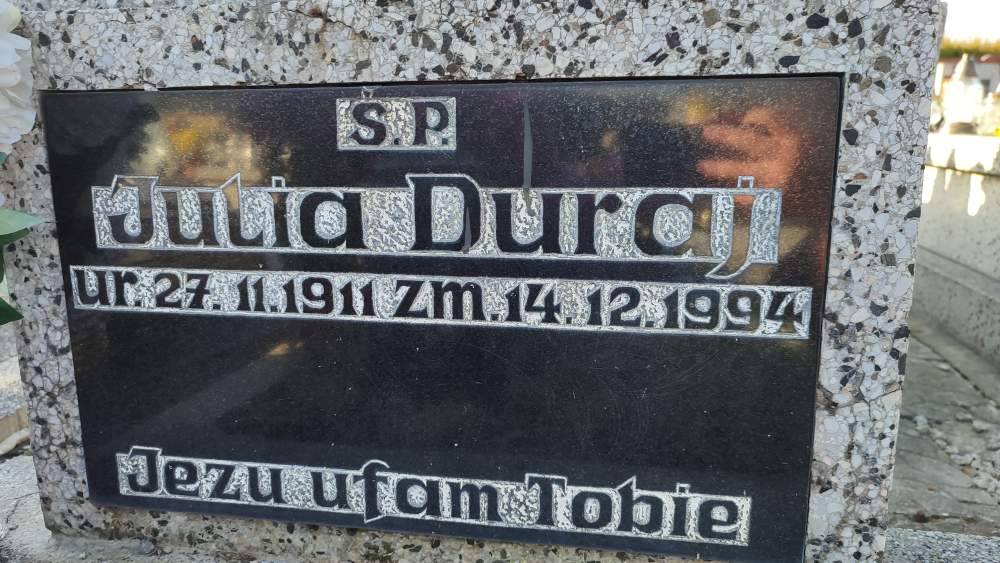 Ś.P.
Julia Duraj
ur. 27. 11. 1911 zm. 14. 12. 1994
Jezu ufam Tobie